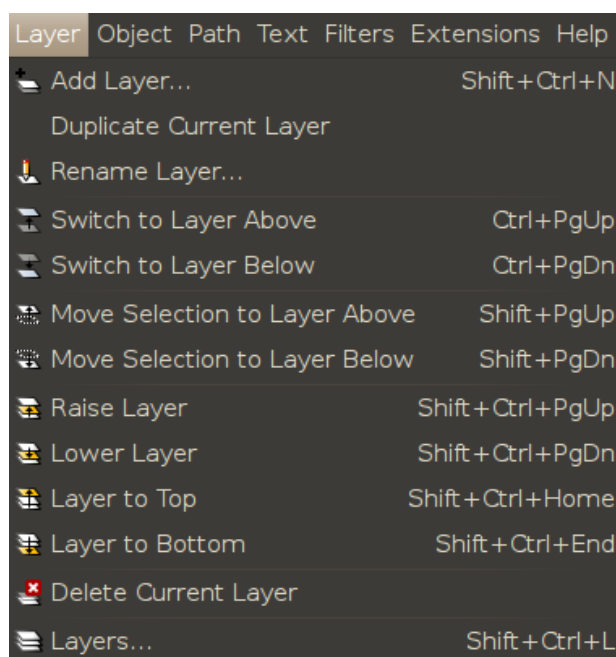 Layer Object Path Text Filters Extensions Help
Add Layer... Shift+Ctrl+N
Duplicate Current Layer
Rename Layer...
Switch to Layer Above Ctrl+PgUp
Switch to Layer Below Ctrl+PgDn
Move Selection to Layer Above Shift+PgUp
Move Selection to Layer Below Shift+PgDn
Raise Layer Shift+Ctrl+PgUp
Lower Layer Shift+Ctrl+PgDn
Layer to Top Shift+Ctrl+Home
Layer to Bottom Shift+Ctrl+End
Delete Current Layer
Layers... Shift+Ctrl+L